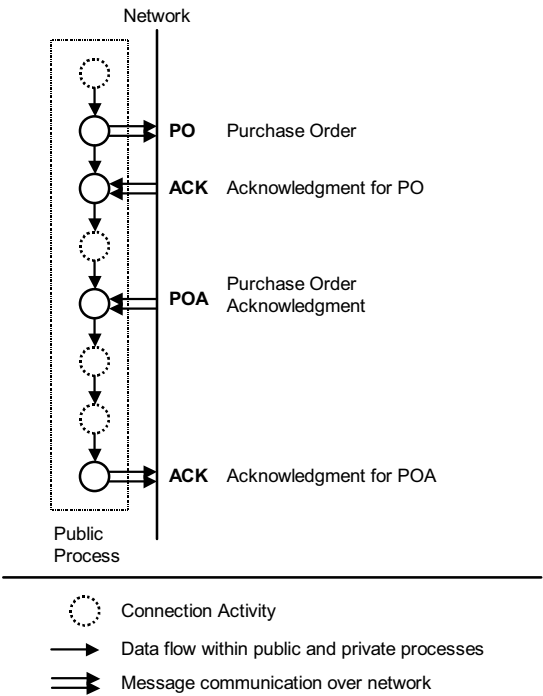 Network
PO Purchase Order
ACK Acknowledgment for PO
POA Purchase Order
Acknowledgment
ACK Acknowledgment for POA
Public
Process
Connection Activity
Data flow within public and private processes
Message communication over network